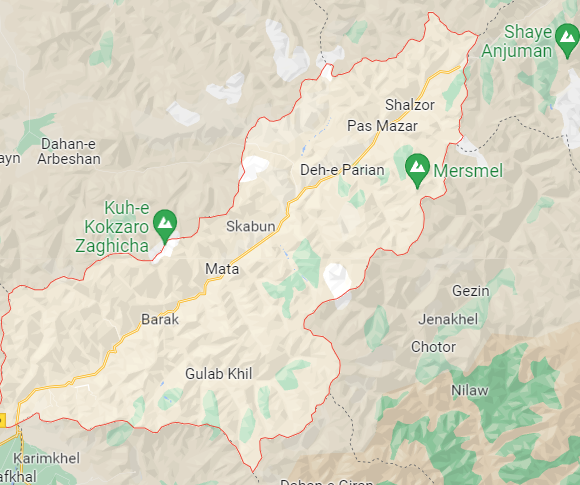 Shaye
Anjuman
Shalzor
Pas Mazar
Dahan-e
Arbeshan
ayn
Deh-e Parian
Mersmel
Kuh-e
Kokzaro
Zaghicha
Skabun
Mata
Gezin
Barak
Jenakhel
Chotor
Gulab Khil
Nilaw
Karimkhel
afkhal
Dahan-e Giran